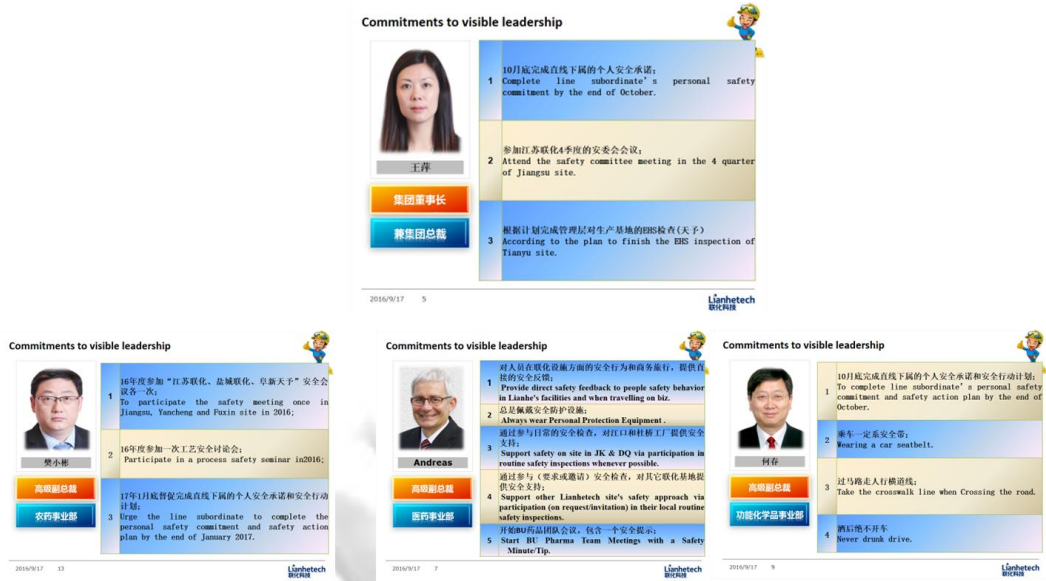 Commitments to visible leadership
王萍
集团董事长
兼集团总裁
1
10月底完成直线下属的个人安全承诺；
Complete line subordinate's personal safety
commitment by the end of October.
2
参加江苏联化4季度的安委会会议；
Attend the safety committee meeting in the 4 quarter
of Jiangsu site.
3
根据计划完成管理层对生产基地的EHS检查(天予)
According to the plan to finish the EHS inspection of
Tianyu site.
2016/9/17 5
Lianhetech
联化科技
Commitments to visible leadership
樊小彬
高级副总裁
农药事业部
1
16年度参加“江苏联化、盐城联化、阜新天予”安全会
议各一次；
To participate the safety meeting once in
Jiangsu, Yancheng and Fuxin site in 2016;
2
16年度参加一次工艺安全讨论会；
Participate in a process safety seminar in2016;
3
17年1月底督促完成直线下属的个人安全承诺和安全行动
计划；
Urge the line subordinate to complete the
personal safety commitment and safety action
plan by the end of January 2017.
2016/9/17 13
Lianhetech
联化科技
Commitments to visible leadership
Andreas
高级副总裁
医药事业部
1
对人员在联化设施方面的安全行为和商务旅行，提供直
接的安全反馈；
Provide direct safety feedback to people safety behavior
in Lianhe's facilities and when travelling on biz.
2
总是佩戴安全防护设施；
Always wear Personal Protection Equipment .
3
通过参与日常的安全检查，对江口和杜桥工厂提供安全
支持；
Support safety on site in JK & DQ via participation in
routine safety inspections whenever possible.
4
通过参与（要求或邀请）安全检查，对其它联化基地提
供安全支持；
Support other Lianhetech site's safety approach via
participation (on request/invitation) in their local routine
safety inspections.
5
开始BU药品团队会议，包含一个安全提示；
Start BU Pharma Team Meetings with a Safety
Minute/Tip.
2016/9/17 7
Lianhetech
联化科技
Commitments to visible leadership
何春
高级副总裁
功能化学品事业部
1
10月底完成直线下属的个人安全承诺和安全行动计划；
To complete line subordinate's personal safety
commitment and safety action plan by the end of
October.
2
乘车一定系安全带；
Wearing a car seatbelt.
3
过马路走人行横道线；
Take the crosswalk line when Crossing the road.
4
酒后绝不开车
Never drunk drive.
2016/9/17 9
Lianhetech
联化科技